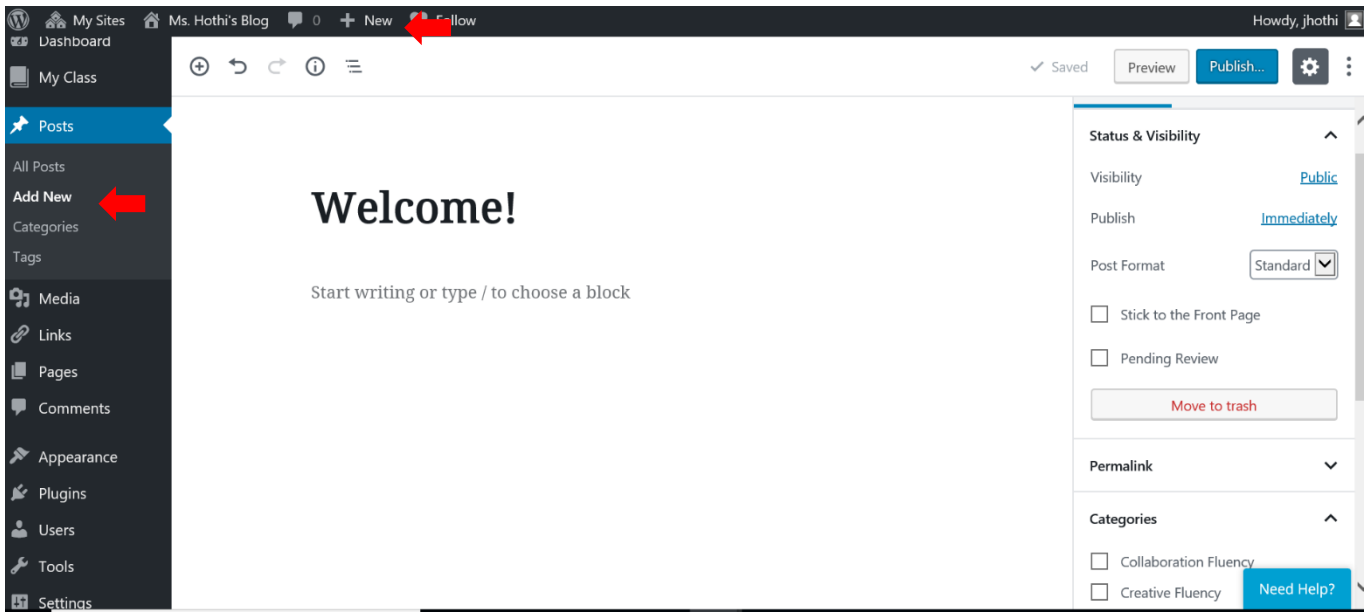 My Sites Ms. Hothi's Blog 0 New Follow Howdy, jhothi
Dashboard
My Class
Posts
All Posts
Add New
Categories
Tags
Media
Links
Pages
Comments
Appearance
Plugins
Users
Tools
Settings
Saved Preview Publish...
Welcome!
Start writing or type / to choose a block
Status & Visibility
Visibility Public
Publish Immediately
Post Format Standard
Stick to the Front Page
Pending Review
Move to trash
Permalink
Categories
Collaboration Fluency
Creative Fluency
Need Help?